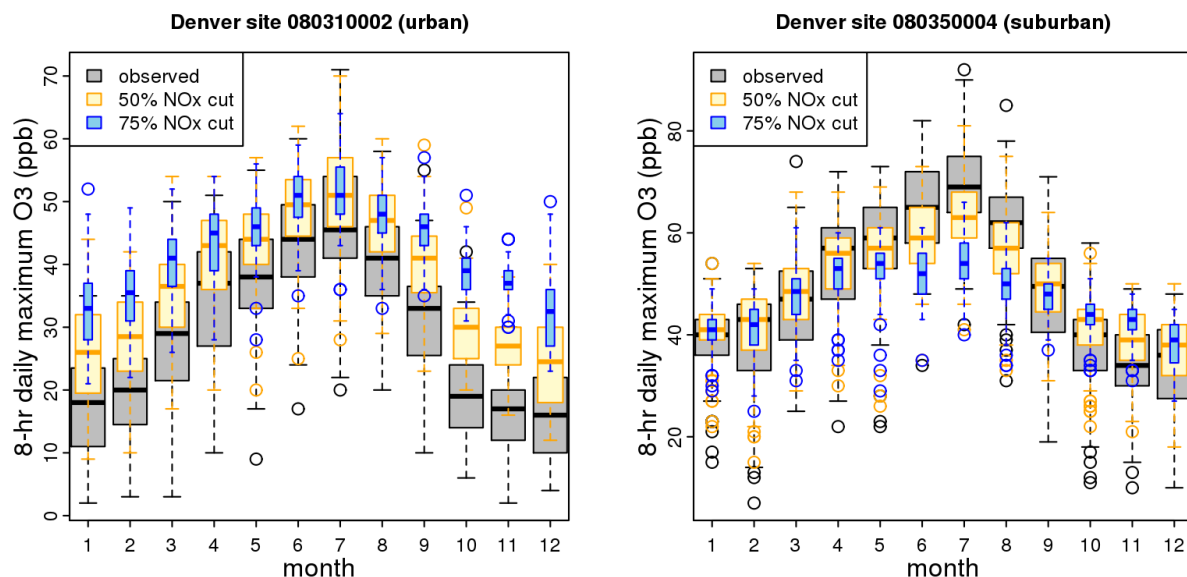 Denver site 080310002 (urban)
observed
50% NOx cut
75% NOx cut
8-hr daily maximum O3 (ppb)
0 10 20 30 40 50 60 70
1 2 3 4 5 6 7 8 9 10 11 12
month
Denver site 080350004 (suburban)
observed
50% NOx cut
75% NOx cut
8-hr daily maximum O3 (ppb)
20 40 60 80
1 2 3 4 5 6 7 8 9 10 11 12
month